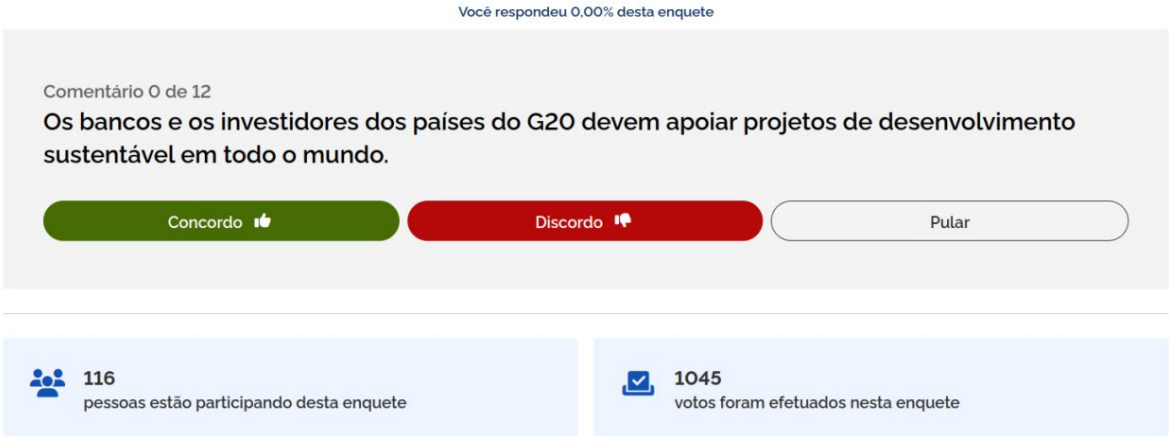 Você respondeu 0,00% desta enquete
Comentário 0 de 12
Os bancos e os investidores dos países do G20 devem apoiar projetos de desenvolvimento
sustentável em todo o mundo.
Concordo
Discordo
Pular
116
pessoas estão participando desta enquete
1045
votos foram efetuados nesta enquete